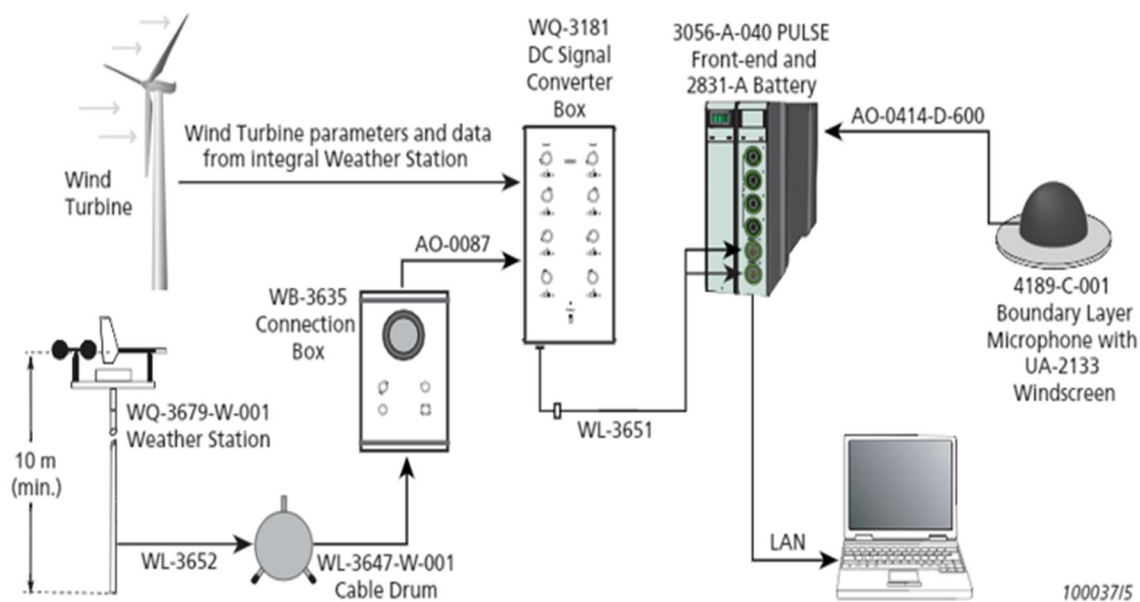 WQ-3181
DC Signal
Converter
Box
3056-A-040 PULSE
Front-end and
2831-A Battery
AO-0414-D-600
Wind Turbine parameters and data
from integral Weather Station
Wind
Turbine
AO-0087
WB-3635
Connection
Box
4189-C-001
Boundary Layer
Microphone with
UA-2133
Windscreen
WQ-3679-W-001
Weather Station
WL-3651
10 m
(min.)
WL-3652
WL-3647-W-001
Cable Drum
LAN
100037/5